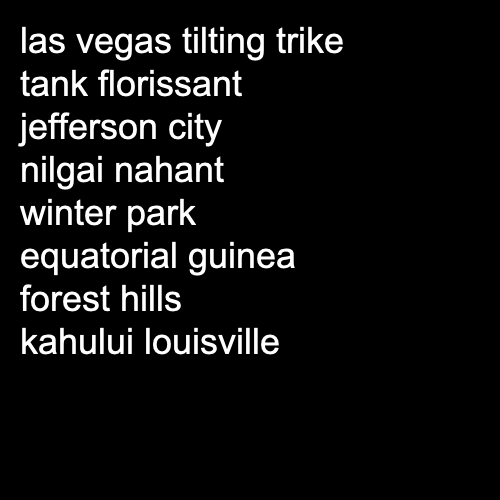 las vegas tilting trike
tank florissant
jefferson city
nilgai nahant
winter park
equatorial guinea
forest hills
kahului louisville